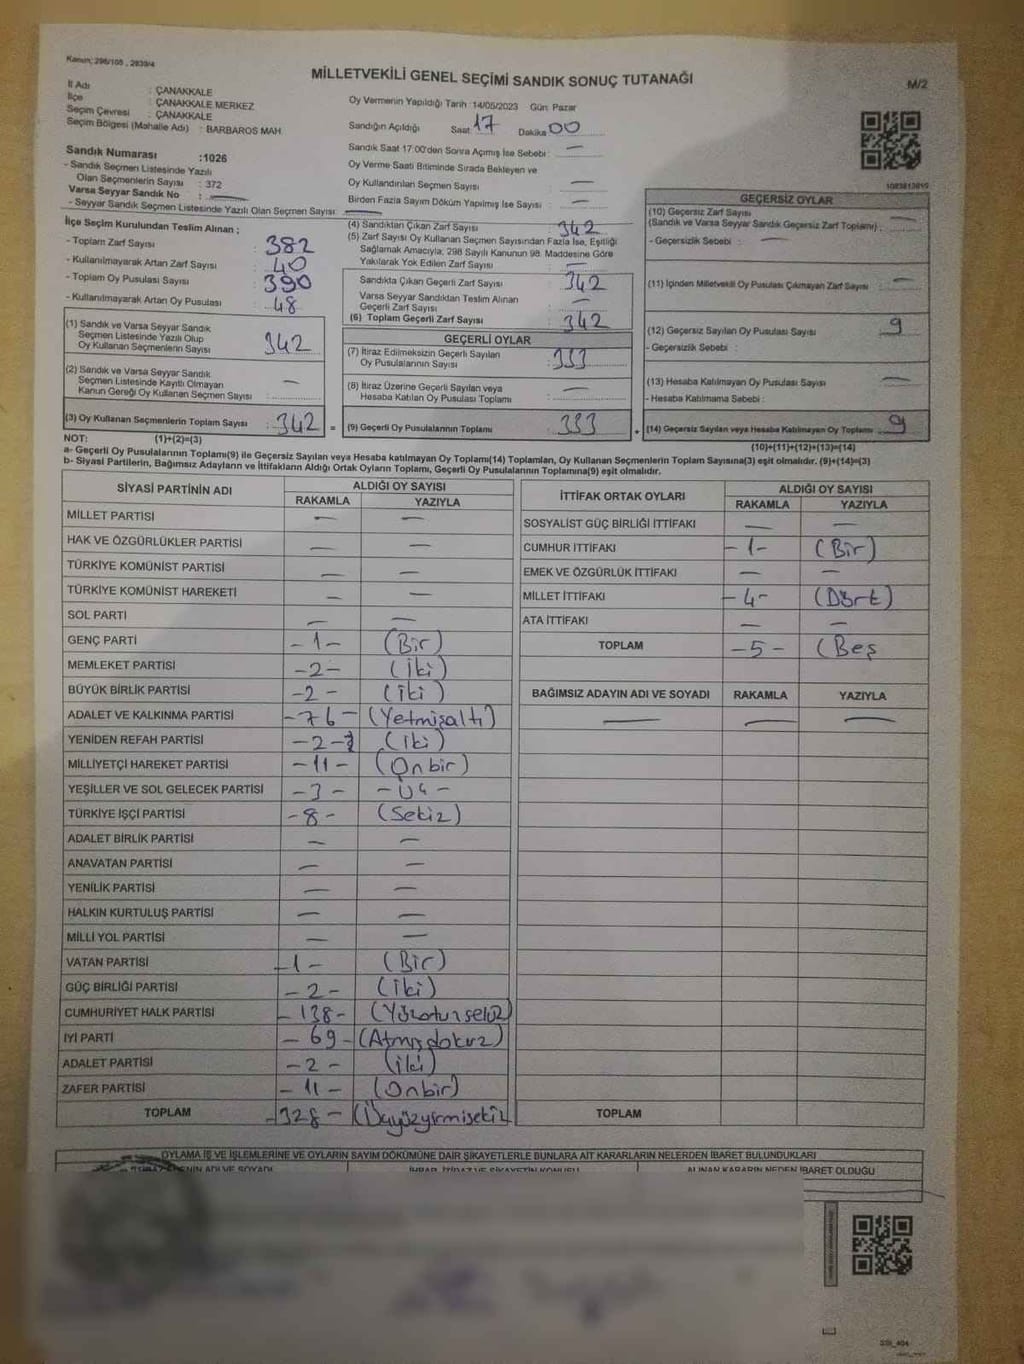 Kanun; 298/105 , 2839/4
MİLLETVEKİLİ GENEL SEÇİMİ SANDIK SONUÇ TUTANAĞI
M/2
İl Adı : ÇANAKKALE
İlçe : ÇANAKKALE MERKEZ
Seçim Çevresi : ÇANAKKALE
Seçim Bölgesi (Mahalle Adı) : BARBAROS MAH
Sandık Numarası :1026
- Sandık Seçmen Listesinde Yazılı
Olan Seçmenlerin Sayısı : 372
Varsa Seyyar Sandık No :
- Seyyar Sandık Seçmen Listesinde Yazılı Olan Seçmen Sayısı:
Oy Vermenin Yapıldığı Tarih :14/05/2023 Gün: Pazar
Sandığın Açıldığı Saat: 17 Dakika: 00
Sandık Saat 17:00'den Sonra Açımış İse Sebebi : —
Oy Verme Saati Bitiminde Sırada Bekleyen ve
Oy Kullandırılan Seçmen Sayısı : —
Birden Fazla Sayım Döküm Yapılmış İse Sayısı : —
İlçe Seçim Kurulundan Teslim Alınan ;
- Toplam Zarf Sayısı : 382
- Kullanılmayarak Artan Zarf Sayısı : 40
- Toplam Oy Pusulası Sayısı : 390
- Kullanılmayarak Artan Oy Pusulası : 48
(1) Sandık ve Varsa Seyyar Sandık
Seçmen Listesinde Yazılı Olup
Oy Kullanan Seçmenlerin Sayısı : 342
(2) Sandık ve Varsa Seyyar Sandık
Seçmen Listesinde Kayıtlı Olmayan
Kanun Gereği Oy Kullanan Seçmen Sayısı : —
(3) Oy Kullanan Seçmenlerin Toplam Sayısı : 342 =
(4) Sandıktan Çıkan Zarf Sayısı : 342
(5) Zarf Sayısı Oy Kullanan Seçmen Sayısından Fazla İse, Eşitliği
Sağlamak Amacıyla, 298 Sayılı Kanunun 98. Maddesine Göre
Yakılarak Yok Edilen Zarf Sayısı : —
Sandıkta Çıkan Geçerli Zarf Sayısı : 342
Varsa Seyyar Sandıktan Teslim Alınan
Geçerli Zarf Sayısı : —
(6) Toplam Geçerli Zarf Sayısı : 342
GEÇERLİ OYLAR
(7) İtiraz Edilmeksizin Geçerli Sayılan
Oy Pusulalarının Sayısı : 333
(8) İtiraz Üzerine Geçerli Sayılan veya
Hesaba Katılan Oy Pusulası Toplamı : —
(9) Geçerli Oy Pusulalarının Toplamı : 333 +
1083813819
GEÇERSİZ OYLAR
(10) Geçersiz Zarf Sayısı
(Sandık ve Varsa Seyyar Sandık Geçersiz Zarf Toplamı) : —
- Geçersizlik Sebebi : —
(11) İçinden Milletvekili Oy Pusulası Çıkmayan Zarf Sayısı : —
(12) Geçersiz Sayılan Oy Pusulası Sayısı : 9
- Geçersizlik Sebebi :
(13) Hesaba Katılmayan Oy Pusulası Sayısı : —
- Hesaba Katılmama Sebebi :
(14) Geçersiz Sayılan veya Hesaba Katılmayan Oy Toplamı : 9
NOT: (1)+(2)=(3) (10)+(11)+(12)+(13)=(14)
a- Geçerli Oy Pusulalarının Toplamı(9) ile Geçersiz Sayılan veya Hesaba katılmayan Oy Toplamı(14) Toplamları, Oy Kullanan Seçmenlerin Toplam Sayısına(3) eşit olmalıdır. (9)+(14)=(3)
b- Siyasi Partilerin, Bağımsız Adayların ve İttifakların Aldığı Ortak Oyların Toplamı, Geçerli Oy Pusulalarının Toplamına(9) eşit olmalıdır.
SİYASİ PARTİNİN ADI ALDIĞI OY SAYISI
RAKAMLA YAZIYLA
MİLLET PARTİSİ — —
HAK VE ÖZGÜRLÜKLER PARTİSİ — —
TÜRKİYE KOMÜNİST PARTİSİ — —
TÜRKİYE KOMÜNİST HAREKETİ — —
SOL PARTİ — —
GENÇ PARTİ -1- (Bir)
MEMLEKET PARTİSİ -2- (İki)
BÜYÜK BİRLİK PARTİSİ -2- (İki)
ADALET VE KALKINMA PARTİSİ -76- (Yetmişaltı)
YENİDEN REFAH PARTİSİ -2- (İki)
MİLLİYETÇİ HAREKET PARTİSİ -11- (Onbir)
YEŞİLLER VE SOL GELECEK PARTİSİ -3- -Üç-
TÜRKİYE İŞÇİ PARTİSİ -8- (Sekiz)
ADALET BİRLİK PARTİSİ — —
ANAVATAN PARTİSİ — —
YENİLİK PARTİSİ — —
HALKIN KURTULUŞ PARTİSİ — —
MİLLİ YOL PARTİSİ — —
VATAN PARTİSİ -1- (Bir)
GÜÇ BİRLİĞİ PARTİSİ -2- (İki)
CUMHURİYET HALK PARTİSİ -138- (Yüzotuzsekiz)
İYİ PARTİ -69- (Atmışdokuz)
ADALET PARTİSİ -2- (İki)
ZAFER PARTİSİ -11- (Onbir)
TOPLAM -328- (Üçyüzyirmisekiz
İTTİFAK ORTAK OYLARI ALDIĞI OY SAYISI
RAKAMLA YAZIYLA
SOSYALİST GÜÇ BİRLİĞİ İTTİFAKI — —
CUMHUR İTTİFAKI -1- (Bir)
EMEK VE ÖZGÜRLÜK İTTİFAKI — —
MİLLET İTTİFAKI -4- (Dört)
ATA İTTİFAKI — —
TOPLAM -5- (Beş
BAĞIMSIZ ADAYIN ADI VE SOYADI RAKAMLA YAZIYLA
— — —
TOPLAM
OYLAMA İŞ VE İŞLEMLERİNE VE OYLARIN SAYIM DÖKÜMÜNE DAİR ŞİKAYETLERLE BUNLARA AİT KARARLARIN NELERDEN İBARET BULUNDUKLARI
ADI VE SOYADI İHBAR, İTİRAZ VE ŞİKAYETİN KONUSU ALINAN KARARIN NEDEN İBARET OLDUĞU